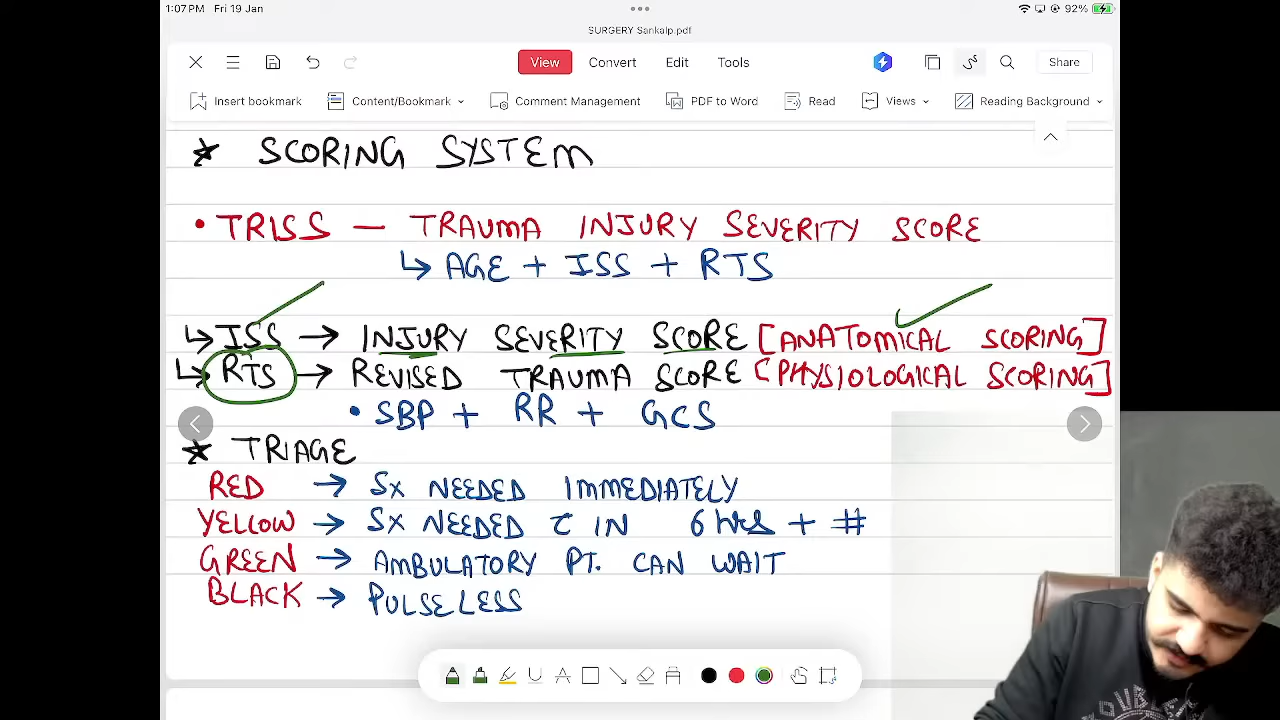 1:07 PM Fri 19 Jan
92%
SURGERY Sankalp.pdf
View Convert Edit Tools Share
Insert bookmark Content/Bookmark Comment Management PDF to Word Read Views Reading Background
* SCORING SYSTEM
• TRISS — TRAUMA INJURY SEVERITY SCORE
↳ AGE + ISS + RTS
↳ ISS → INJURY SEVERITY SCORE [ANATOMICAL SCORING]
↳ RTS → REVISED TRAUMA SCORE [PHYSIOLOGICAL SCORING]
• SBP + RR + GCS
* TRIAGE
RED → Sx NEEDED IMMEDIATELY
YELLOW → Sx NEEDED c̄ IN 6 hrs + #
GREEN → AMBULATORY PT. CAN WAIT
BLACK → PULSELESS
DOUBLE